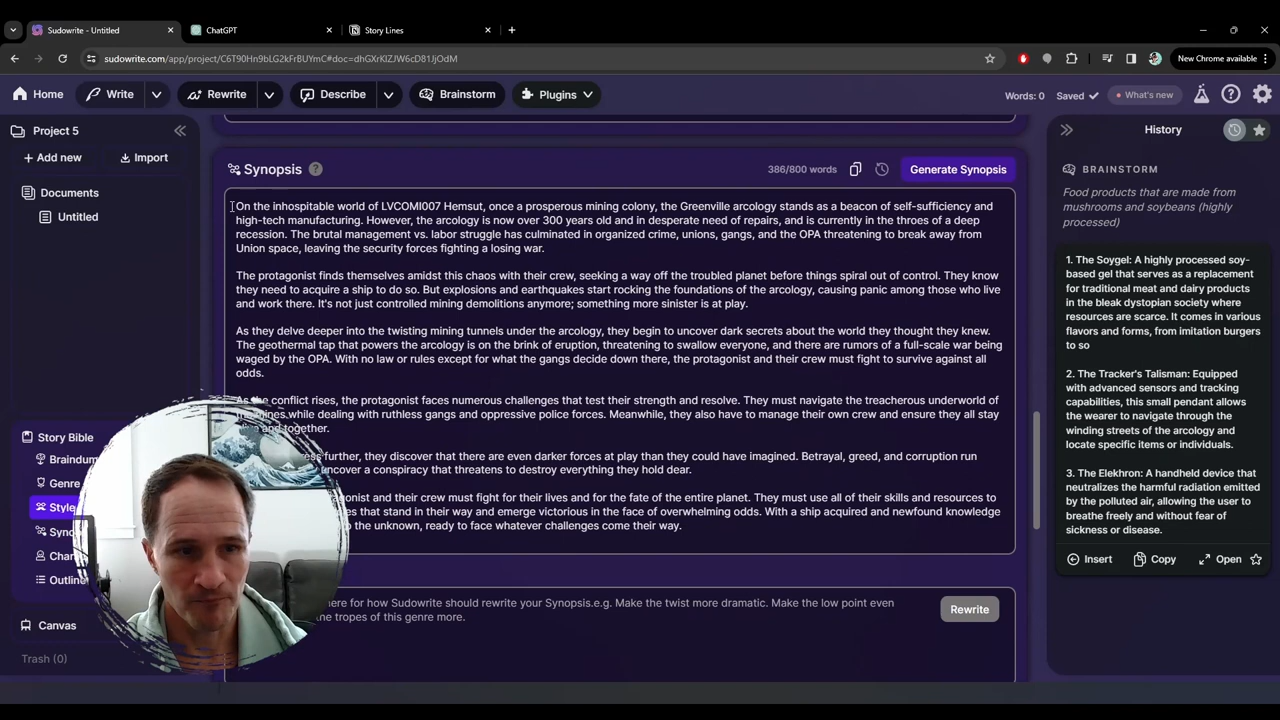 Sudowrite - Untitled
ChatGPT
Story Lines
sudowrite.com/app/project/C6T90Hn9bLG2kFrBUYmC#doc=dhGXrKlZJW6cD81JjOdM
New Chrome available
Home
Write
Rewrite
Describe
Brainstorm
Plugins
Words: 0
Saved
What's new
Project 5
Add new
Import
Documents
Untitled
Story Bible
Genre
Outline
Canvas
Trash (0)
Synopsis
386/800 words
Generate Synopsis
On the inhospitable world of LVCOMI007 Hemsut, once a prosperous mining colony, the Greenville arcology stands as a beacon of self-sufficiency and
high-tech manufacturing. However, the arcology is now over 300 years old and in desperate need of repairs, and is currently in the throes of a deep
recession. The brutal management vs. labor struggle has culminated in organized crime, unions, gangs, and the OPA threatening to break away from
Union space, leaving the security forces fighting a losing war.
The protagonist finds themselves amidst this chaos with their crew, seeking a way off the troubled planet before things spiral out of control. They know
they need to acquire a ship to do so. But explosions and earthquakes start rocking the foundations of the arcology, causing panic among those who live
and work there. It's not just controlled mining demolitions anymore; something more sinister is at play.
As they delve deeper into the twisting mining tunnels under the arcology, they begin to uncover dark secrets about the world they thought they knew.
The geothermal tap that powers the arcology is on the brink of eruption, threatening to swallow everyone, and there are rumors of a full-scale war being
waged by the OPA. With no law or rules except for what the gangs decide down there, the protagonist and their crew must fight to survive against all
odds.
As the conflict rises, the protagonist faces numerous challenges that test their strength and resolve. They must navigate the treacherous underworld of
while dealing with ruthless gangs and oppressive police forces. Meanwhile, they also have to manage their own crew and ensure they all stay
and together.
further, they discover that there are even darker forces at play than they could have imagined. Betrayal, greed, and corruption run
uncover a conspiracy that threatens to destroy everything they hold dear.
and their crew must fight for their lives and for the fate of the entire planet. They must use all of their skills and resources to
that stand in their way and emerge victorious in the face of overwhelming odds. With a ship acquired and newfound knowledge
to the unknown, ready to face whatever challenges come their way.
here for how Sudowrite should rewrite your Synopsis.e.g. Make the twist more dramatic. Make the low point even
the tropes of this genre more.
Rewrite
History
BRAINSTORM
Food products that are made from
mushrooms and soybeans (highly
processed)
1. The Soygel: A highly processed soy-
based gel that serves as a replacement
for traditional meat and dairy products
in the bleak dystopian society where
resources are scarce. It comes in various
flavors and forms, from imitation burgers
to so
2. The Tracker's Talisman: Equipped
with advanced sensors and tracking
capabilities, this small pendant allows
the wearer to navigate through the
winding streets of the arcology and
locate specific items or individuals.
3. The Elekhron: A handheld device that
neutralizes the harmful radiation emitted
by the polluted air, allowing the user to
breathe freely and without fear of
sickness or disease.
Insert
Copy
Open